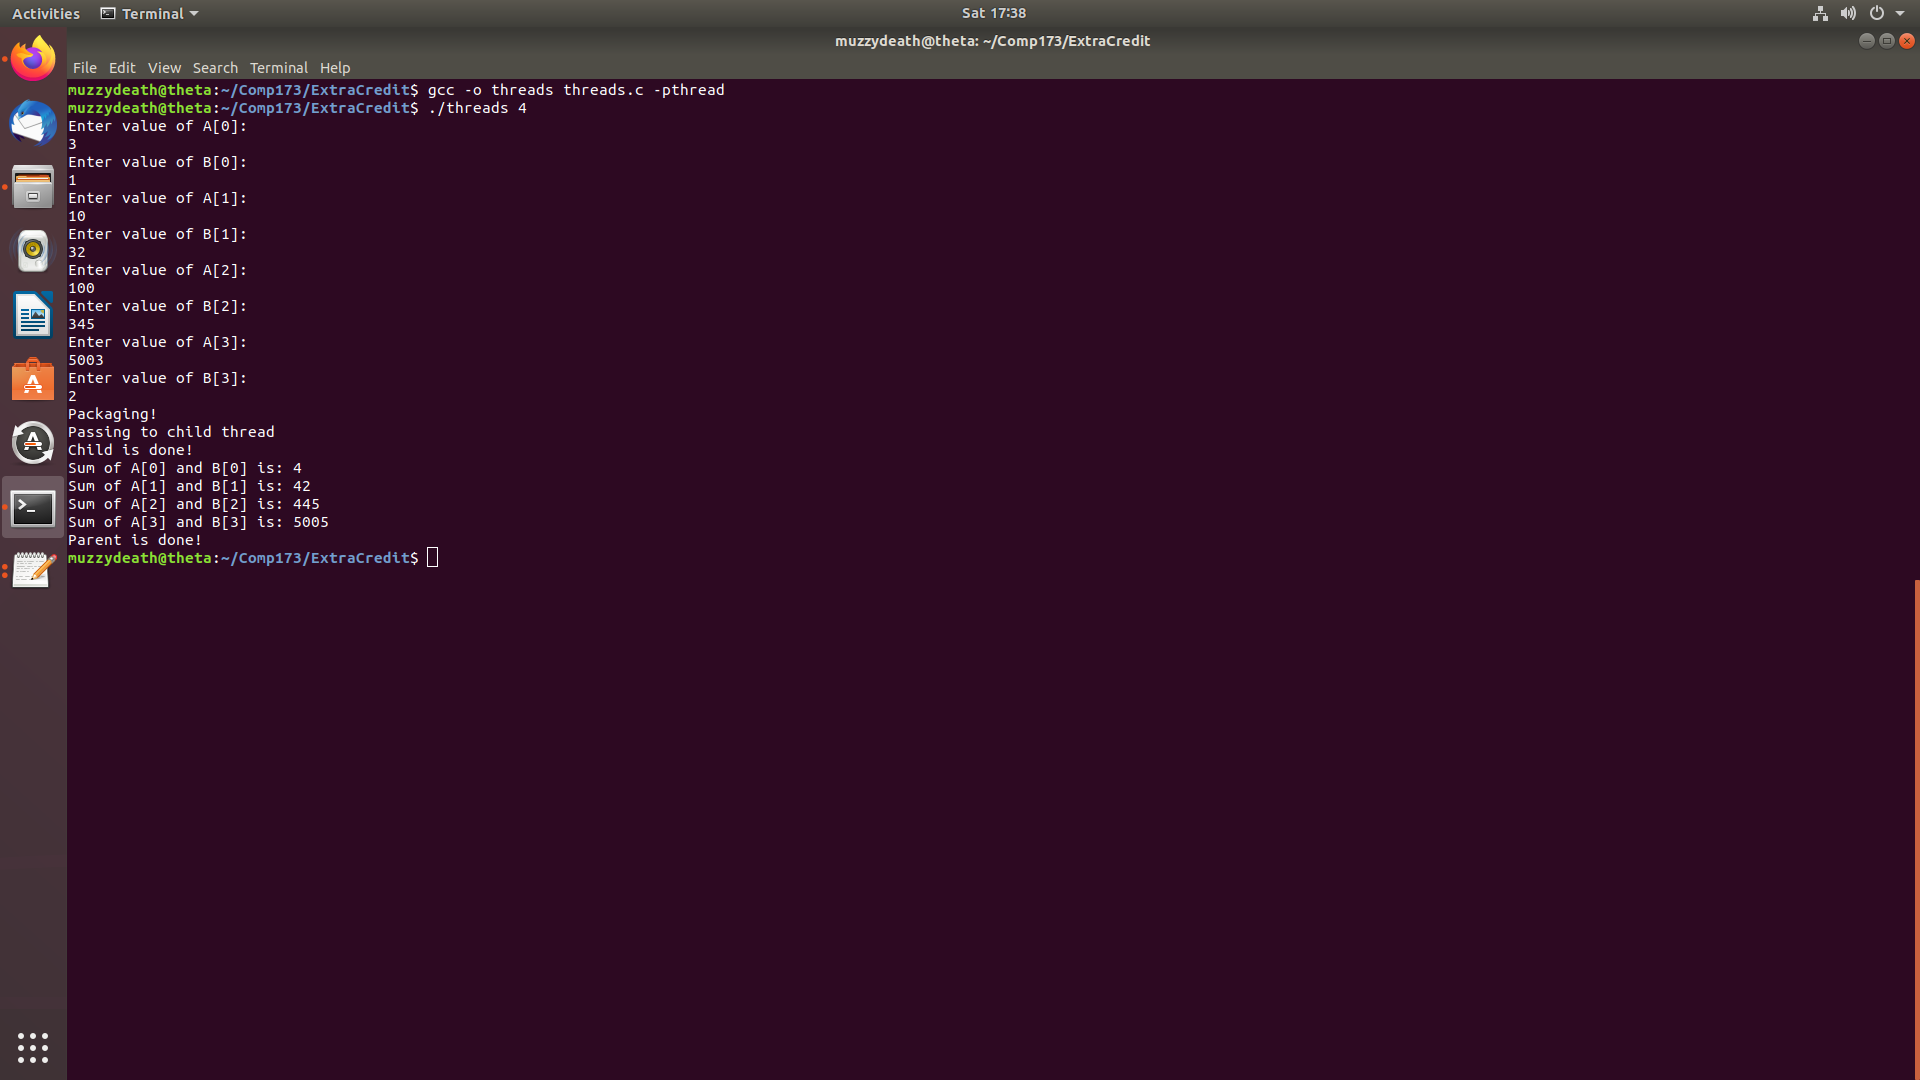 Activities Terminal Sat 17:38
muzzydeath@theta: ~/Comp173/ExtraCredit
File Edit View Search Terminal Help
muzzydeath@theta:~/Comp173/ExtraCredit$ gcc -o threads threads.c -pthread
muzzydeath@theta:~/Comp173/ExtraCredit$ ./threads 4
Enter value of A[0]:
3
Enter value of B[0]:
1
Enter value of A[1]:
10
Enter value of B[1]:
32
Enter value of A[2]:
100
Enter value of B[2]:
345
Enter value of A[3]:
5003
Enter value of B[3]:
2
Packaging!
Passing to child thread
Child is done!
Sum of A[0] and B[0] is: 4
Sum of A[1] and B[1] is: 42
Sum of A[2] and B[2] is: 445
Sum of A[3] and B[3] is: 5005
Parent is done!
muzzydeath@theta:~/Comp173/ExtraCredit$